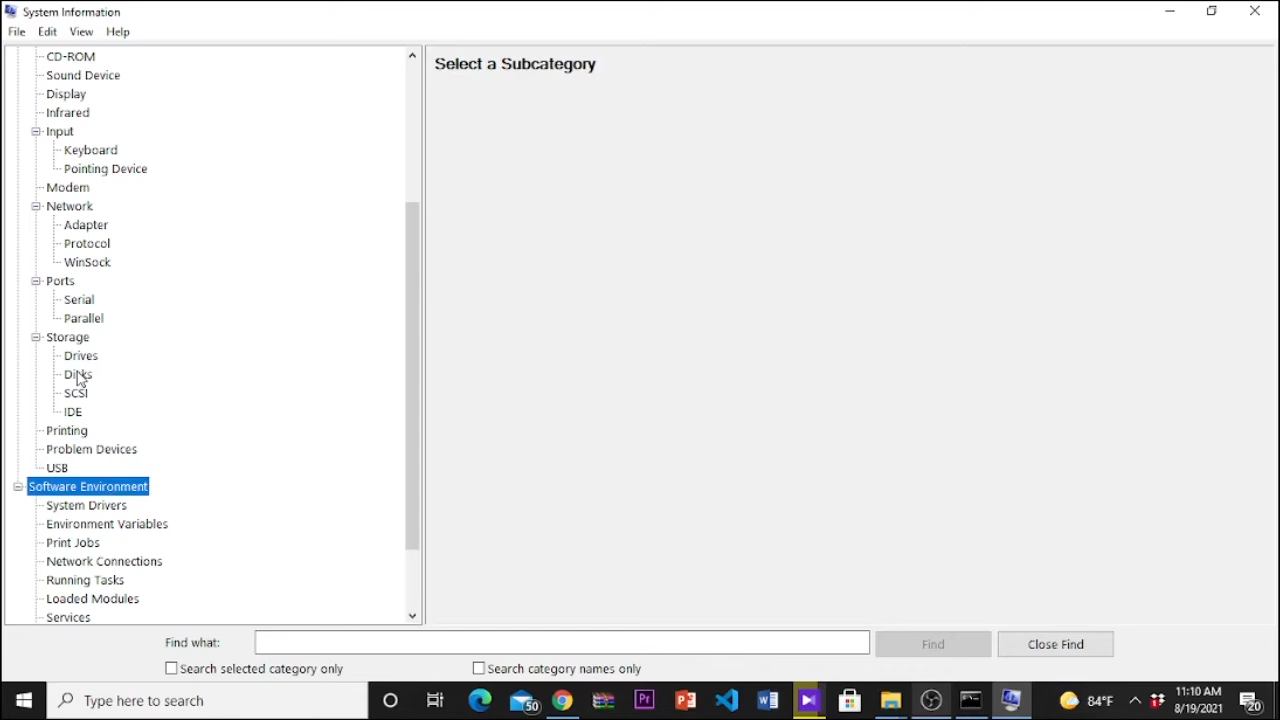 System Information
File Edit View Help
CD-ROM
Sound Device
Display
Infrared
Input
Keyboard
Pointing Device
Modem
Network
Adapter
Protocol
WinSock
Ports
Serial
Parallel
Storage
Drives
Disks
SCSI
IDE
Printing
Problem Devices
USB
Software Environment
System Drivers
Environment Variables
Print Jobs
Network Connections
Running Tasks
Loaded Modules
Services
Select a Subcategory
Find what: Find Close Find
Search selected category only Search category names only
Type here to search 50 Pr 84°F 11:10 AM
8/19/2021 20